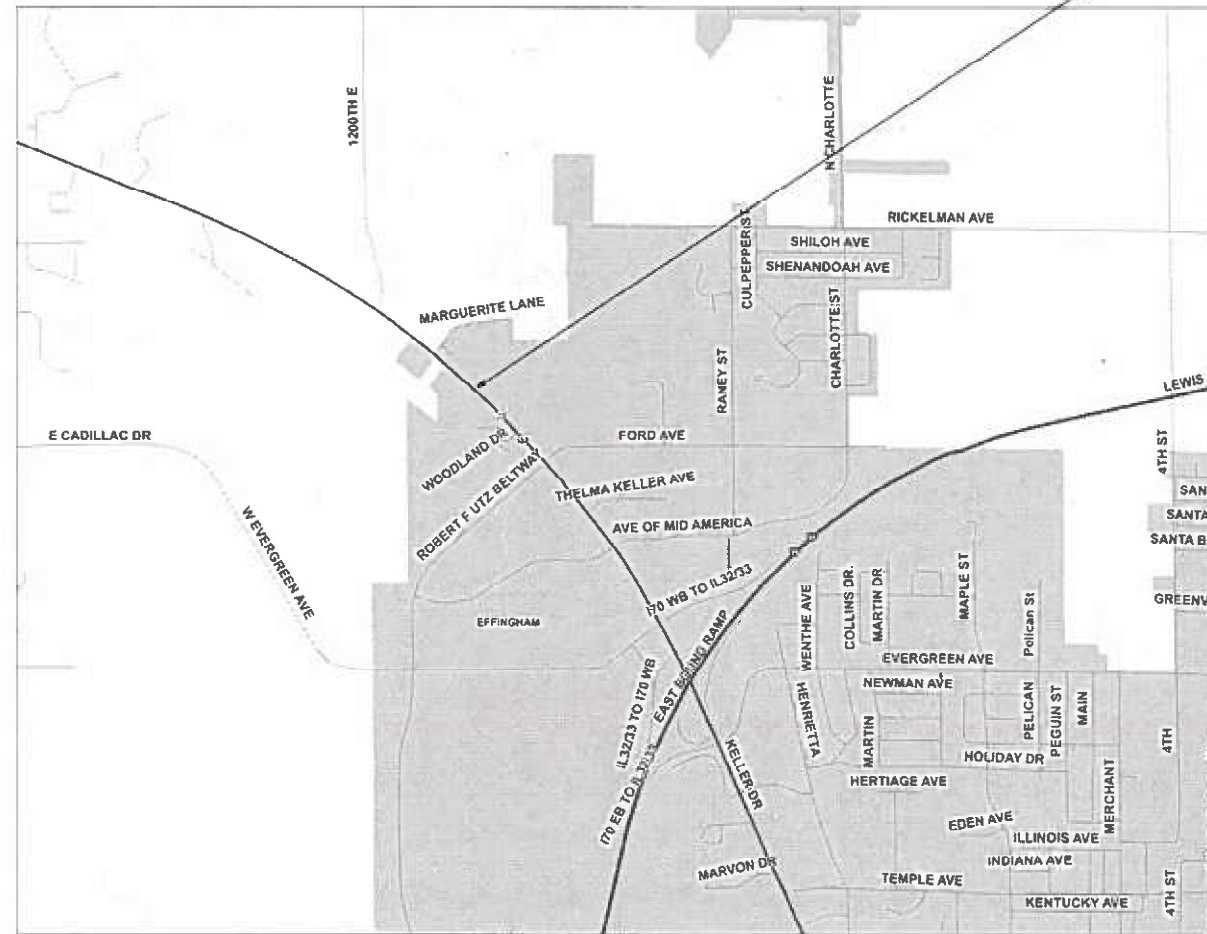 1200TH E
N CHARLOTTE
RICKELMAN AVE
CULPEPPER ST
SHILOH AVE
SHENANDOAH AVE
MARGUERITE LANE
CHARLOTTE ST
RANEY ST
LEWIS
E CADILLAC DR
WOODLAND DR
FORD AVE
4TH ST
ROBERT F UTZ BELTWAY
THELMA KELLER AVE
SAN
SANTA
SANTA B
AVE OF MID AMERICA
W EVERGREEN AVE
I70 WB TO IL32/33
COLLINS DR.
MARTIN DR
MAPLE ST
Polican St
GREENV
EFFINGHAM
WENTHE AVE
EAST BOUND RAMP
IL32/33 TO I70 WB
EVERGREEN AVE
NEWMAN AVE
HENRIETTA
MARTIN
PELICAN
PEGUIN ST
MAIN
4TH
I70 EB TO IL32/33
KELLER DR
HOLIDAY DR
HERTIAGE AVE
MERCHANT
EDEN AVE
ILLINOIS AVE
INDIANA AVE
MARVON DR
TEMPLE AVE
KENTUCKY AVE
4TH ST